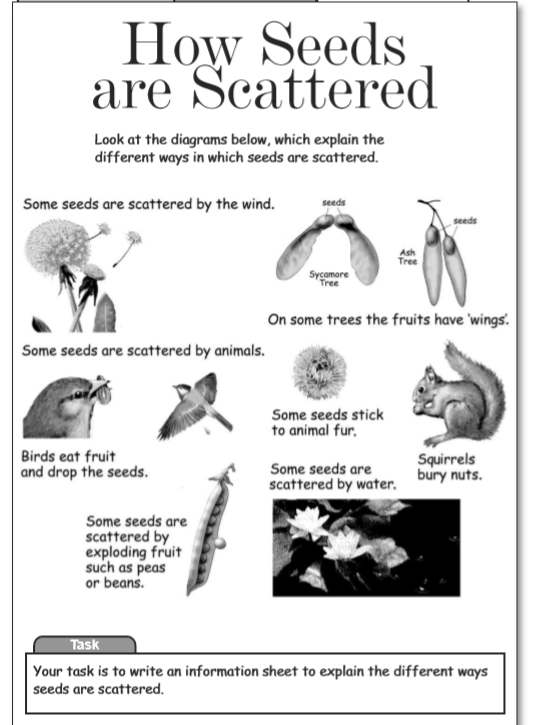 How Seeds
are Scattered
Look at the diagrams below, which explain the
different ways in which seeds are scattered.
Some seeds are scattered by the wind.
seeds
Sycamore
Tree
seeds
Ash
Tree
On some trees the fruits have 'wings'.
Some seeds are scattered by animals.
Birds eat fruit
and drop the seeds.
Some seeds stick
to animal fur.
Squirrels
bury nuts.
Some seeds are
scattered by water.
Some seeds are
scattered by
exploding fruit
such as peas
or beans.
Task
Your task is to write an information sheet to explain the different ways
seeds are scattered.